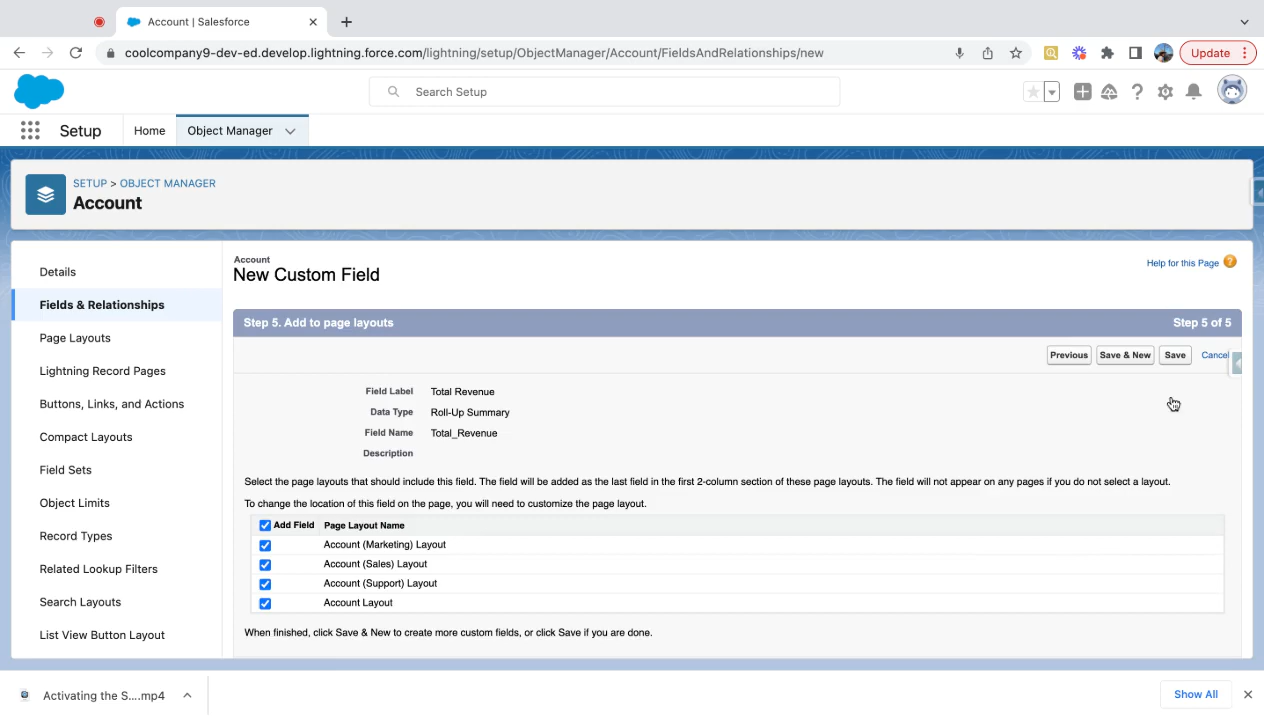 Account | Salesforce
coolcompany9-dev-ed.develop.lightning.force.com/lightning/setup/ObjectManager/Account/FieldsAndRelationships/new
Update
Search Setup
Setup
Home
Object Manager
SETUP > OBJECT MANAGER
Account
Details
Fields & Relationships
Page Layouts
Lightning Record Pages
Buttons, Links, and Actions
Compact Layouts
Field Sets
Object Limits
Record Types
Related Lookup Filters
Search Layouts
List View Button Layout
Account
New Custom Field
Help for this Page
Step 5. Add to page layouts
Step 5 of 5
Previous
Save & New
Save
Cancel
Field Label Total Revenue
Data Type Roll-Up Summary
Field Name Total_Revenue
Description
Select the page layouts that should include this field. The field will be added as the last field in the first 2-column section of these page layouts. The field will not appear on any pages if you do not select a layout.
To change the location of this field on the page, you will need to customize the page layout.
Add Field Page Layout Name
Account (Marketing) Layout
Account (Sales) Layout
Account (Support) Layout
Account Layout
When finished, click Save & New to create more custom fields, or click Save if you are done.
Activating the S....mp4
Show All